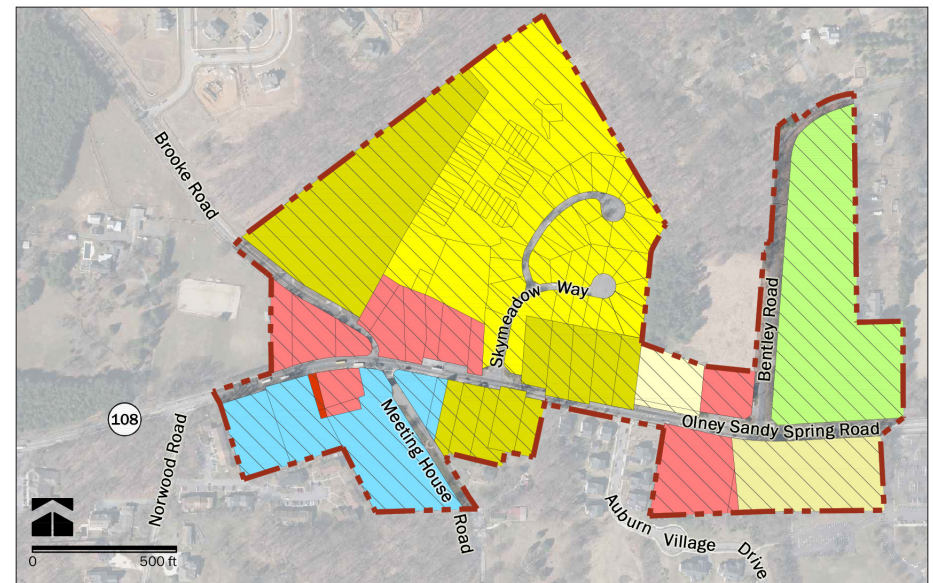 Brooke Road
Skymeadow Way
Bentley Road
108
Norwood Road
Meeting House Road
Olney Sandy Spring Road
Auburn Village Drive
0 500 ft